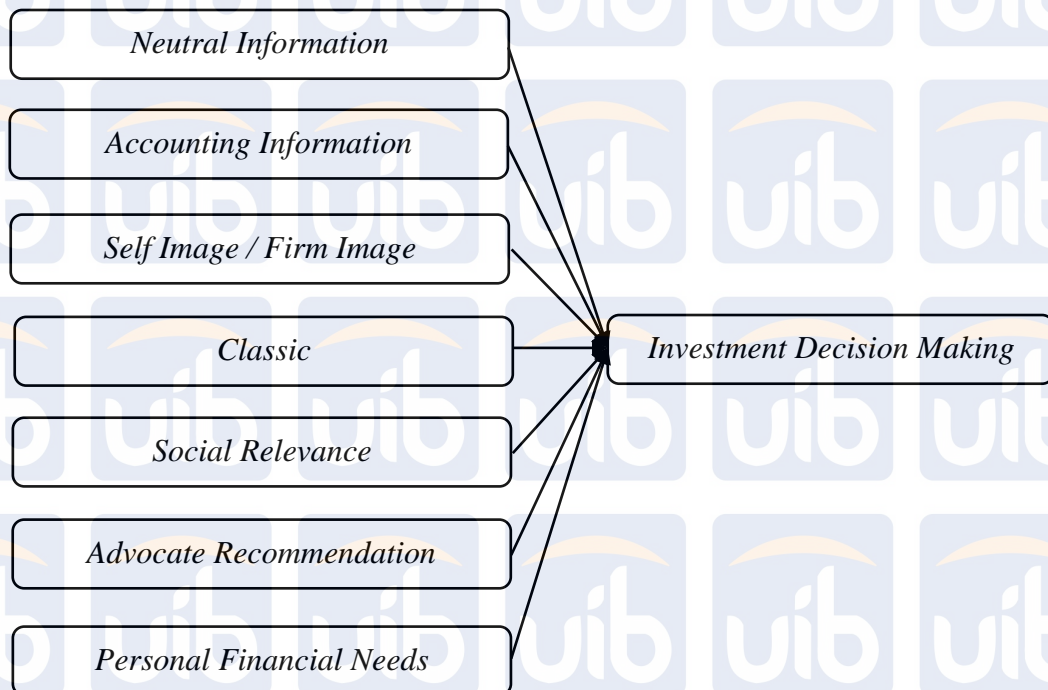 Neutral Information
Accounting Information
Self Image / Firm Image
Classic
Investment Decision Making
Social Relevance
Advocate Recommendation
Personal Financial Needs
uib